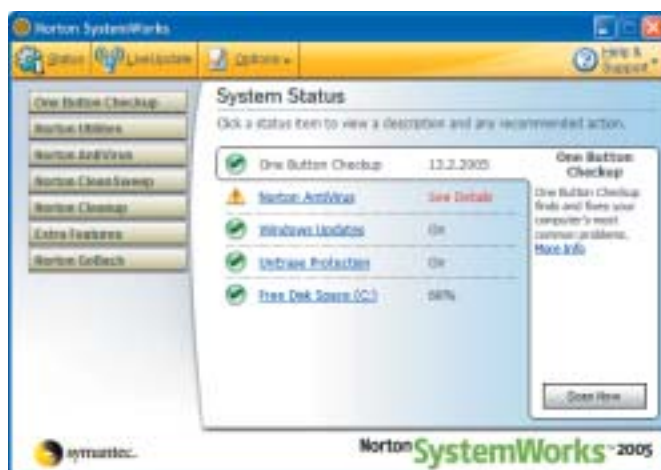 Norton SystemWorks
Status LiveUpdate Options Help & Support
One Button Checkup
Norton Utilities
Norton AntiVirus
Norton CleanSweep
Norton Cleanup
Extra Features
Norton GoBack
System Status
Click a status item to view a description and any recommended action.
One Button Checkup 13.2.2005
Norton AntiVirus See Details
Windows Updates On
UnErase Protection On
Free Disk Space (C:)
One Button
Checkup
One Button Checkup
finds and fixes your
computer's most
common problems.
More Info
Scan Now
symantec.
Norton SystemWorks 2005